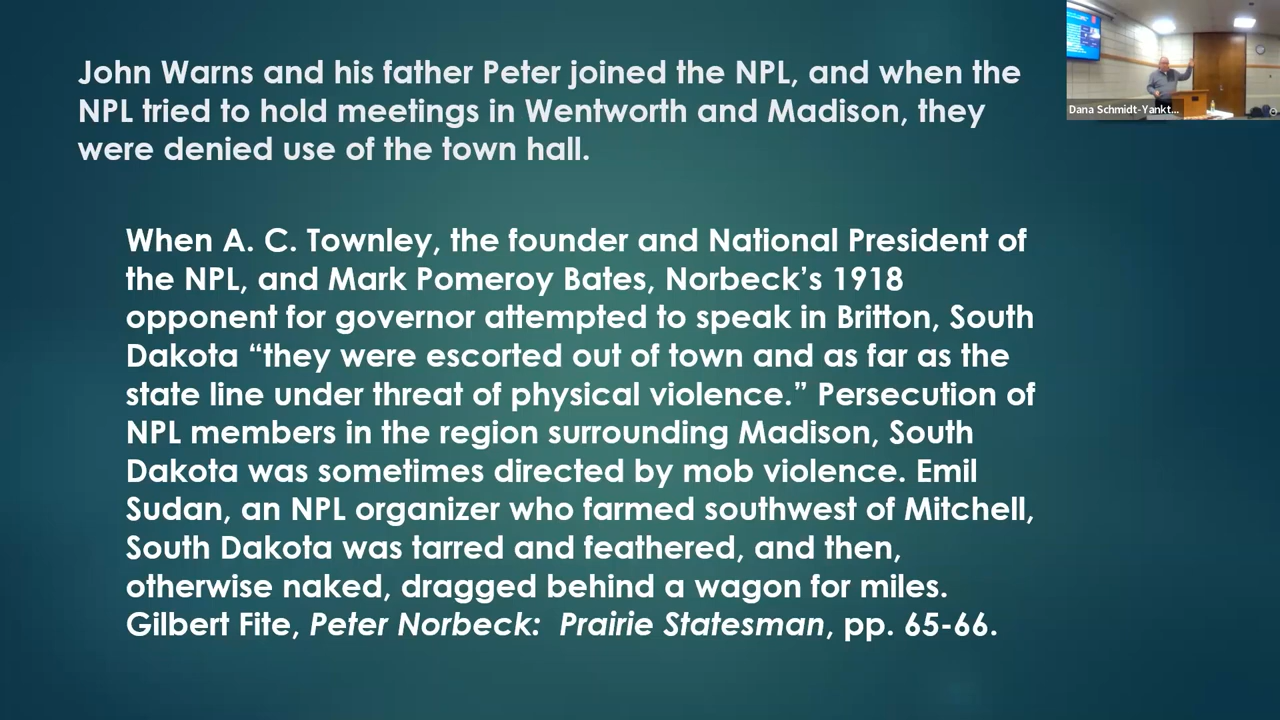 John Warns and his father Peter joined the NPL, and when the
NPL tried to hold meetings in Wentworth and Madison, they
were denied use of the town hall.
When A. C. Townley, the founder and National President of
the NPL, and Mark Pomeroy Bates, Norbeck’s 1918
opponent for governor attempted to speak in Britton, South
Dakota “they were escorted out of town and as far as the
state line under threat of physical violence.” Persecution of
NPL members in the region surrounding Madison, South
Dakota was sometimes directed by mob violence. Emil
Sudan, an NPL organizer who farmed southwest of Mitchell,
South Dakota was tarred and feathered, and then,
otherwise naked, dragged behind a wagon for miles.
Gilbert Fite, Peter Norbeck:  Prairie Statesman, pp. 65-66.
Dana Schmidt-Yankt...